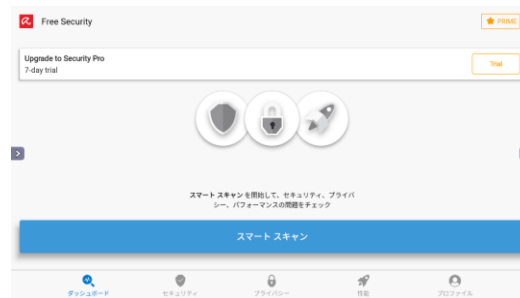 Free Security
PRIME
Upgrade to Security Pro
7-day trial
Trial
スマート スキャン を開始して、セキュリティ、プライバ
シー、パフォーマンスの問題をチェック
スマート スキャン
ダッシュボード
セキュリティ
プライバシー
性能
プロファイル